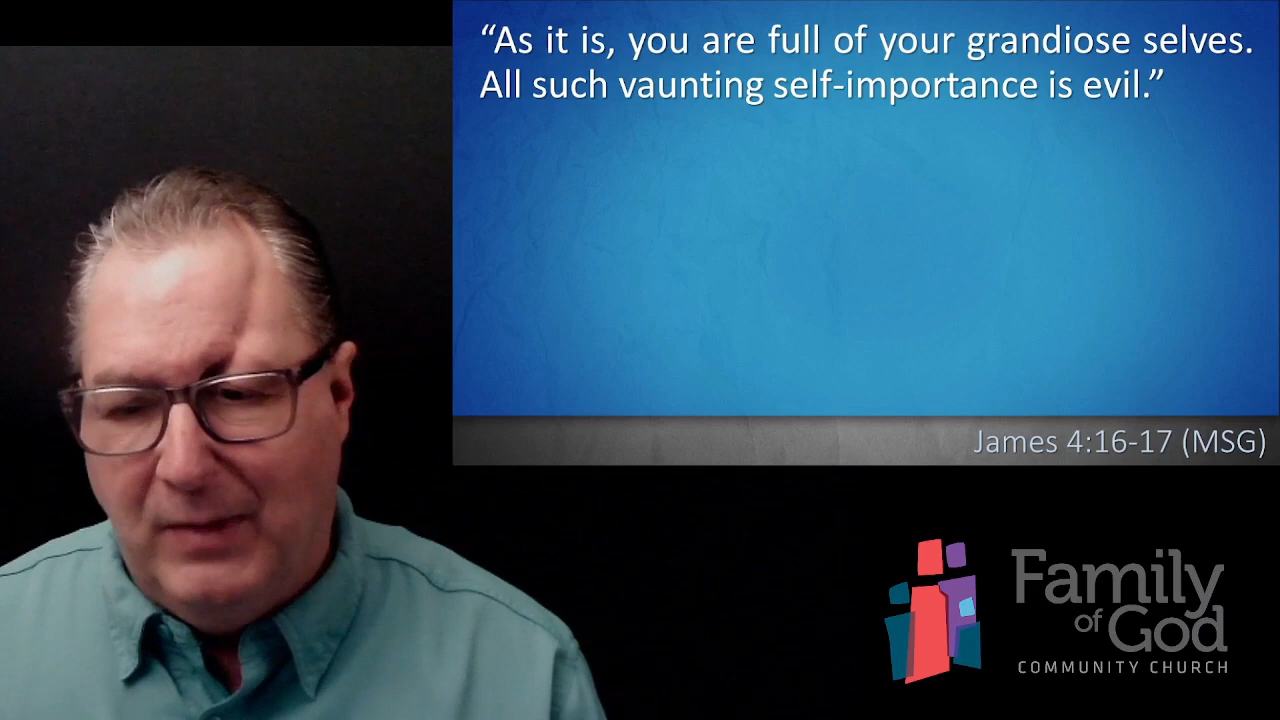 “As it is, you are full of your grandiose selves.
All such vaunting self-importance is evil.”
James 4:16-17 (MSG)
Family
of God
COMMUNITY CHURCH